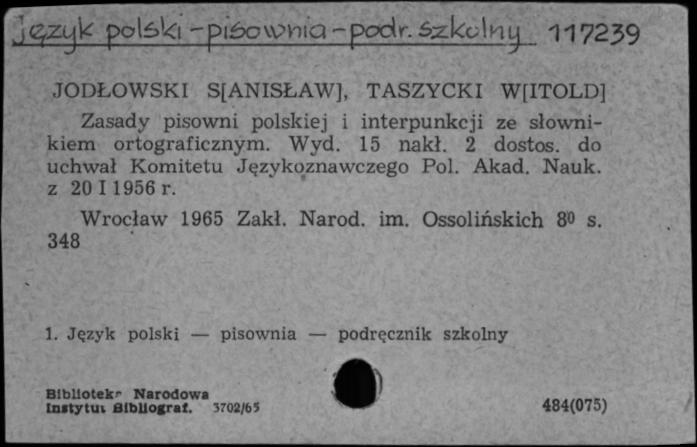 Język polski - pisownia - podr. szkolny 117239
JODŁOWSKI S[ANISŁAW], TASZYCKI W[ITOLD]
Zasady pisowni polskiej i interpunkcji ze słowni-
kiem ortograficznym. Wyd. 15 nakł. 2 dostos. do
uchwał Komitetu Językoznawczego Pol. Akad. Nauk.
z 20 I 1956 r.
Wrocław 1965 Zakł. Narod. im. Ossolińskich 8⁰ s.
348
1. Język polski — pisownia — podręcznik szkolny
Biblioteka Narodowa
Instytut Bibliograf. 3702/65 484(075)